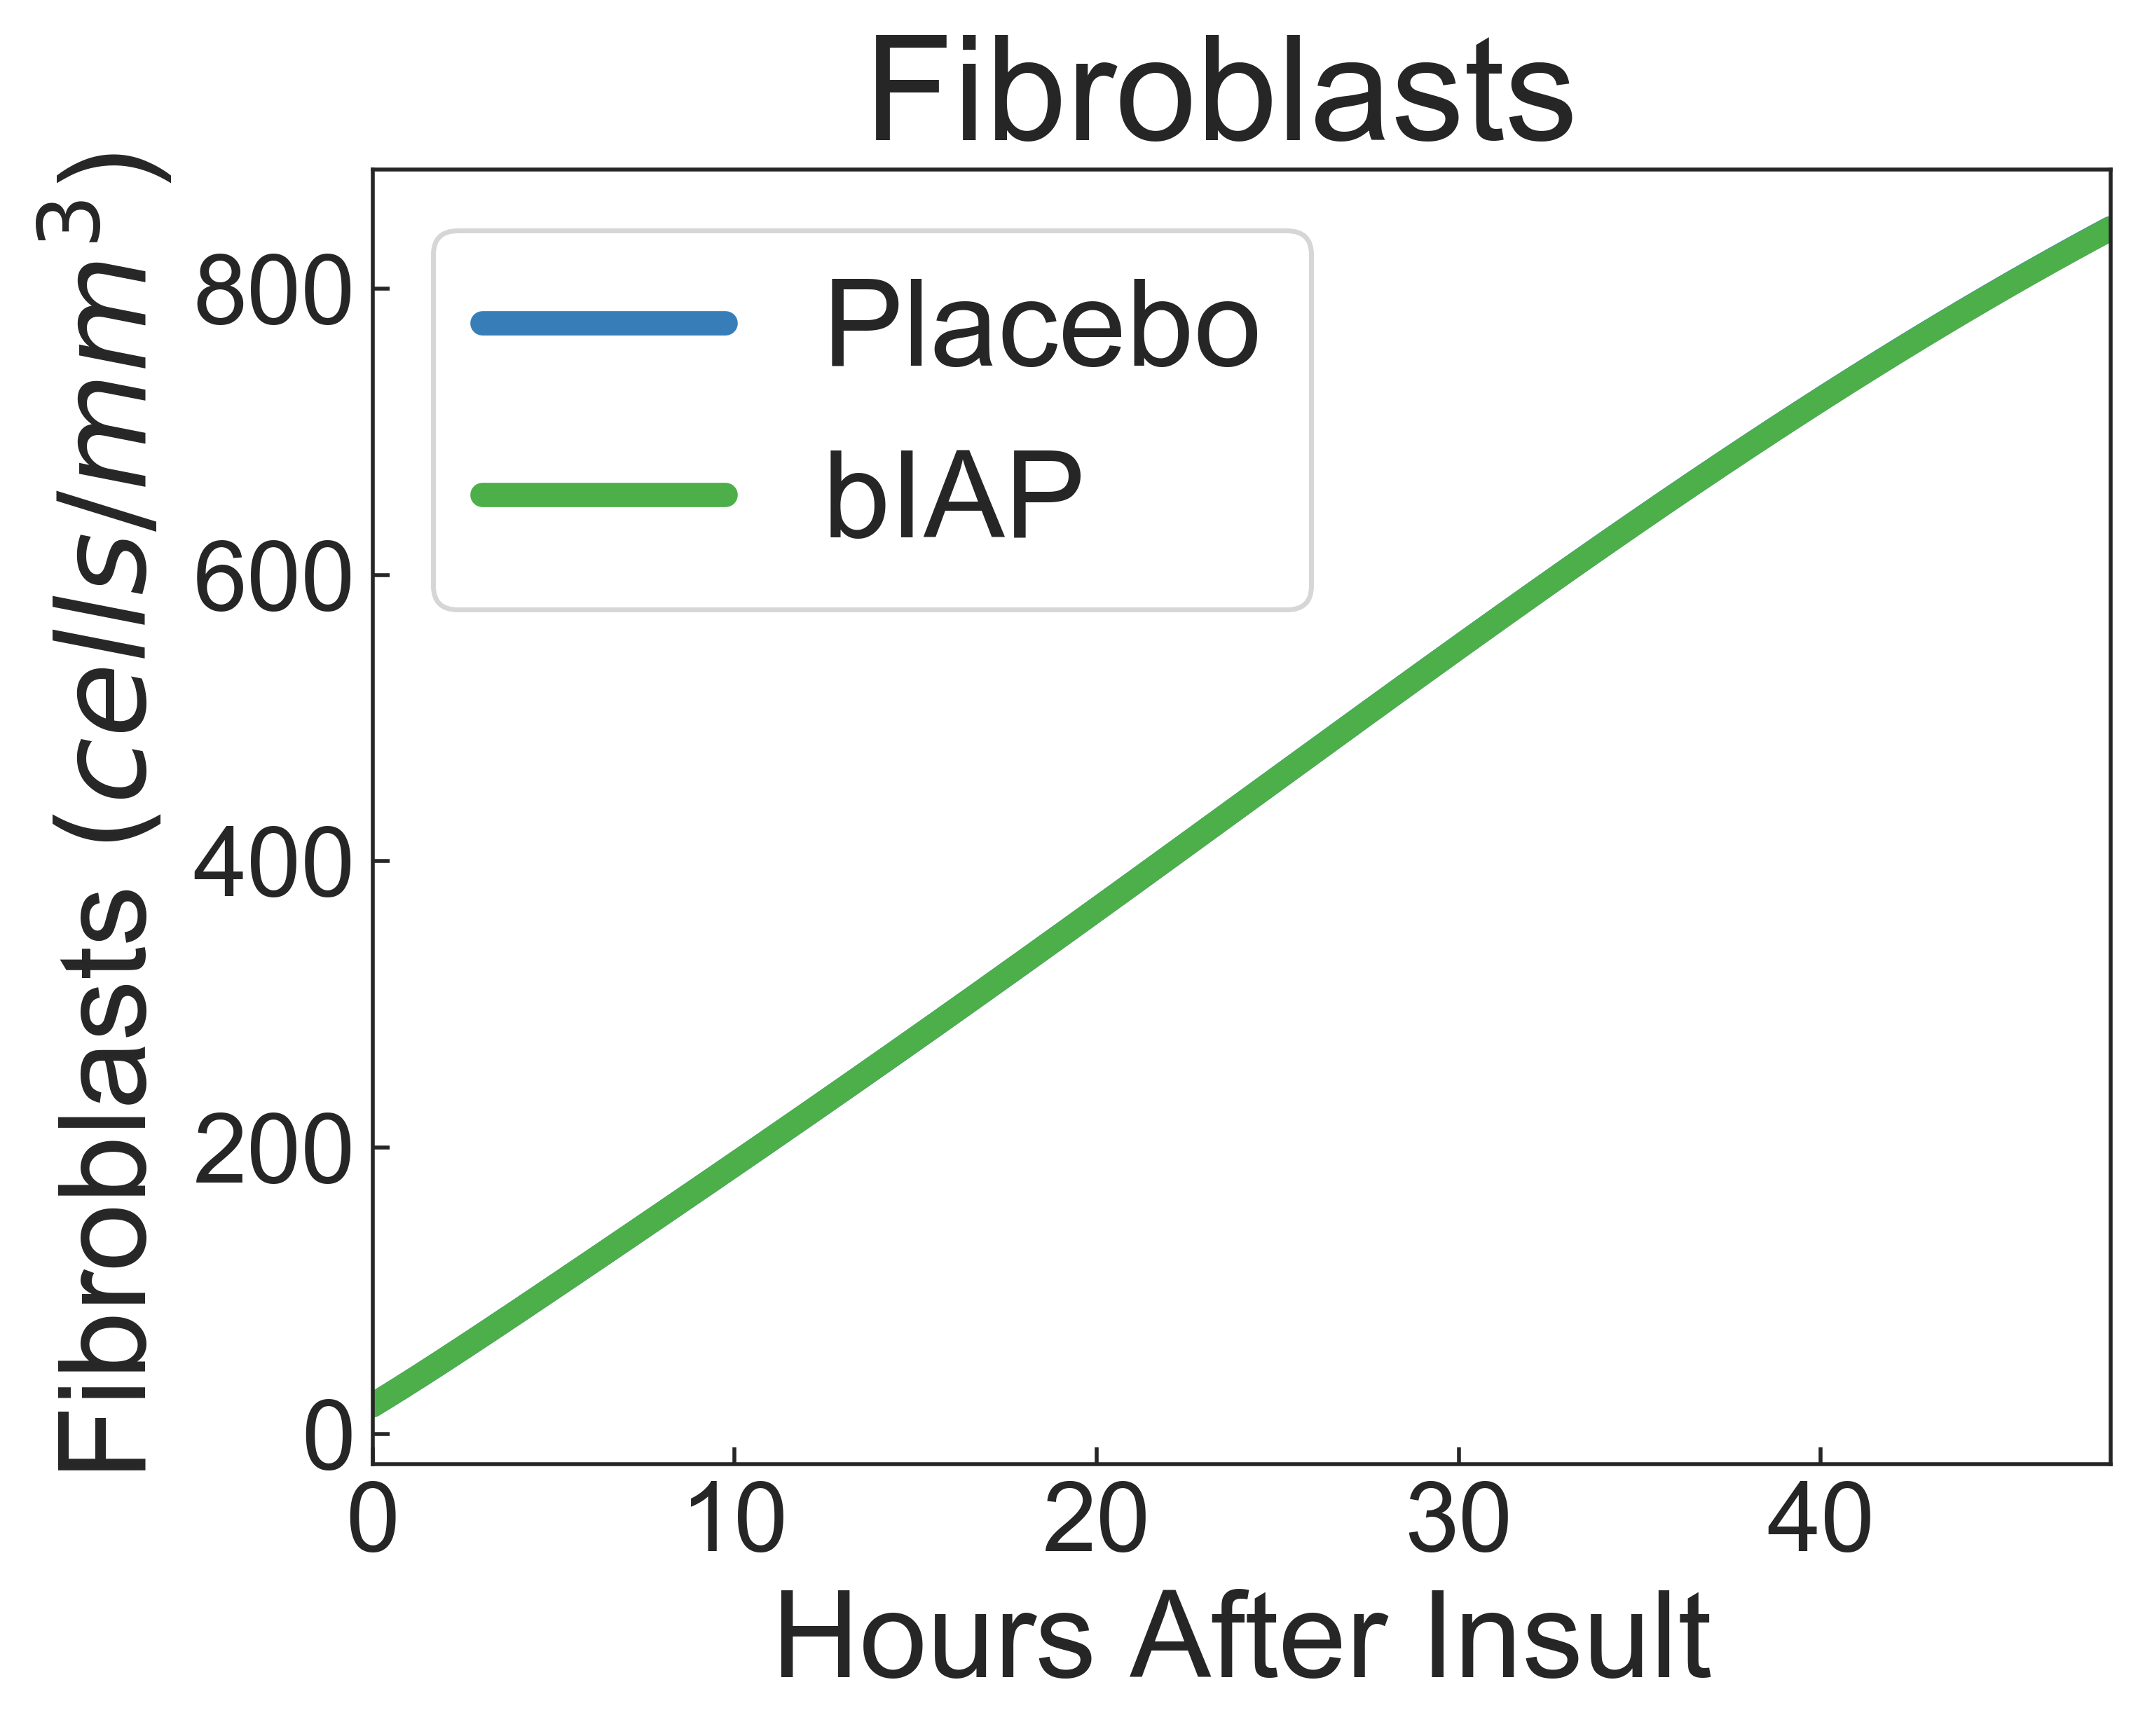 Fibroblasts
Fibroblasts (cells/mm³)
800
600
400
200
0
Placebo
bIAP
0 10 20 30 40
Hours After Insult